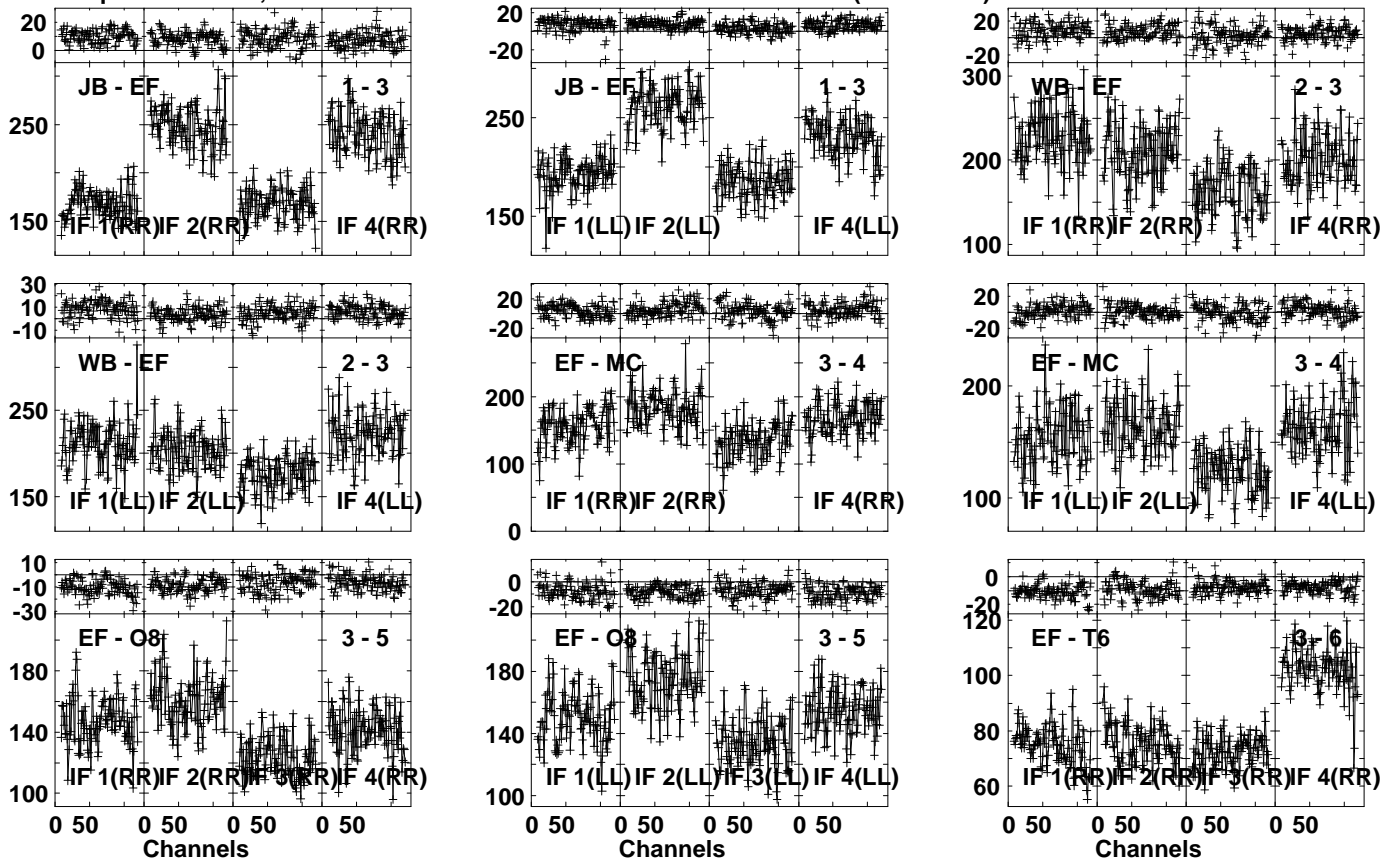 20 20 20
0 -20 -20
JB - EF 1 - 3 JB - EF 1 - 3 WB - EF 2 - 3
300
250 250 200
150 150 100
IF 1(RR) IF 2(RR) IF 4(RR) IF 1(LL) IF 2(LL) IF 4(LL) IF 1(RR) IF 2(RR) IF 4(RR)
30
10 20 20
-10 -20 -20
WB - EF 2 - 3 EF - MC 3 - 4 EF - MC 3 - 4
250 200 200
150 100 100
IF 1(LL) IF 2(LL) IF 4(LL) IF 1(RR) IF 2(RR) IF 4(RR) IF 1(LL) IF 2(LL) IF 4(LL)
0
10
-10 0 0
-30 -20 -20
EF - O8 3 - 5 EF - O8 3 - 5 EF - T6 3 - 6
120
180 180 100
140 140 80
100 100 60
IF 1(RR) IF 2(RR) IF 3(RR) IF 4(RR) IF 1(LL) IF 2(LL) IF 3(LL) IF 4(LL) IF 1(RR) IF 2(RR) IF 3(RR) IF 4(RR)
0 50 0 50 0 50 0 50 0 50 0 50 0 50 0 50 0 50 0 50 0 50 0 50
Channels Channels Channels